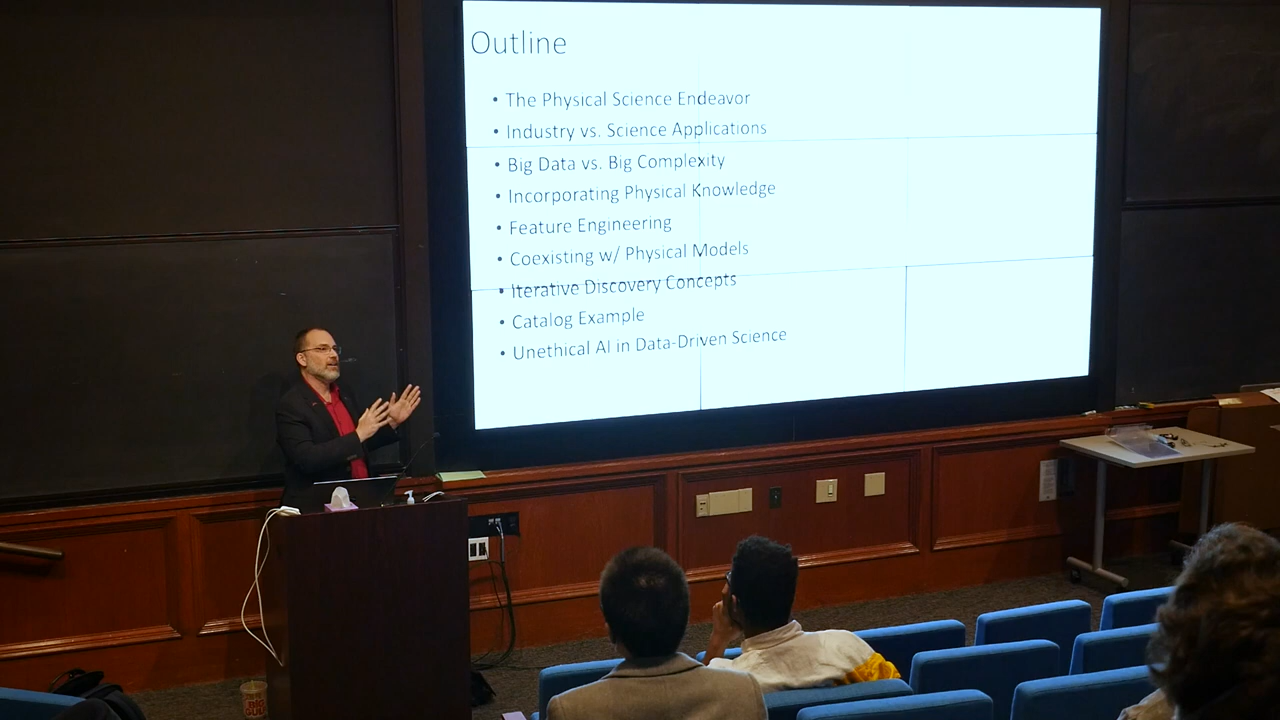 Outline
• The Physical Science Endeavor
• Industry vs. Science Applications
• Big Data vs. Big Complexity
• Incorporating Physical Knowledge
• Feature Engineering
• Coexisting w/ Physical Models
• Iterative Discovery Concepts
• Catalog Example
• Unethical AI in Data-Driven Science